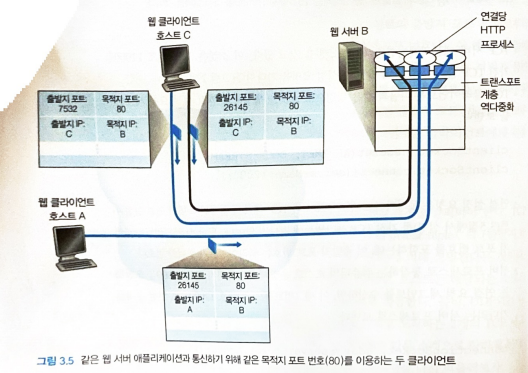 웹 클라이언트
호스트 C
웹 서버 B
연결당
HTTP
프로세스
트랜스포트
계층
역다중화
출발지 포트:
7532
목적지 포트:
80
출발지 IP:
C
목적지 IP:
B
출발지 포트:
26145
목적지 포트:
80
출발지 IP:
C
목적지 IP:
B
웹 클라이언트
호스트 A
출발지 포트:
26145
목적지 포트:
80
출발지 IP:
A
목적지 IP:
B
그림 3.5 같은 웹 서버 애플리케이션과 통신하기 위해 같은 목적지 포트 번호(80)를 이용하는 두 클라이언트